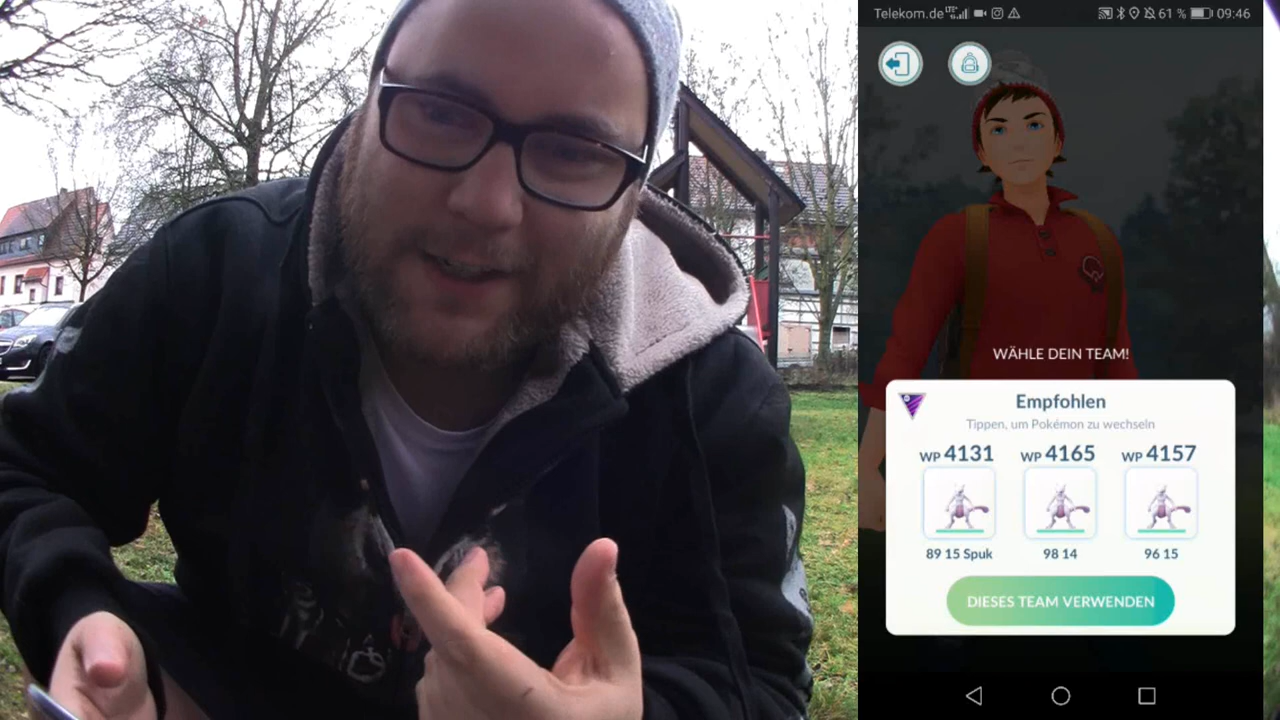 Telekom.de LTE 61 % 09:46
WÄHLE DEIN TEAM!
Empfohlen
Tippen, um Pokémon zu wechseln
WP 4131 WP 4165 WP 4157
89 15 Spuk 98 14 96 15
DIESES TEAM VERWENDEN